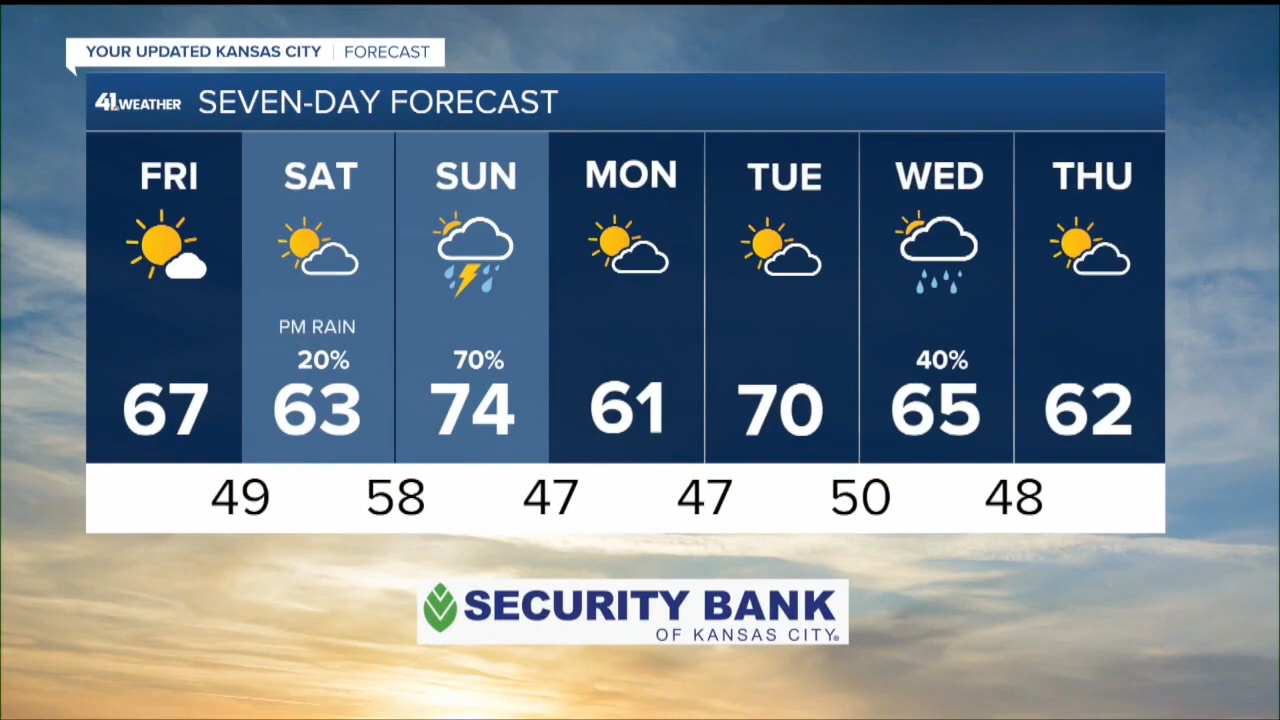 YOUR UPDATED KANSAS CITY | FORECAST
41 WEATHER SEVEN-DAY FORECAST
FRI SAT SUN MON TUE WED THU
PM RAIN
20% 70% 40%
67 63 74 61 70 65 62
49 58 47 47 50 48
SECURITY BANK
OF KANSAS CITY®